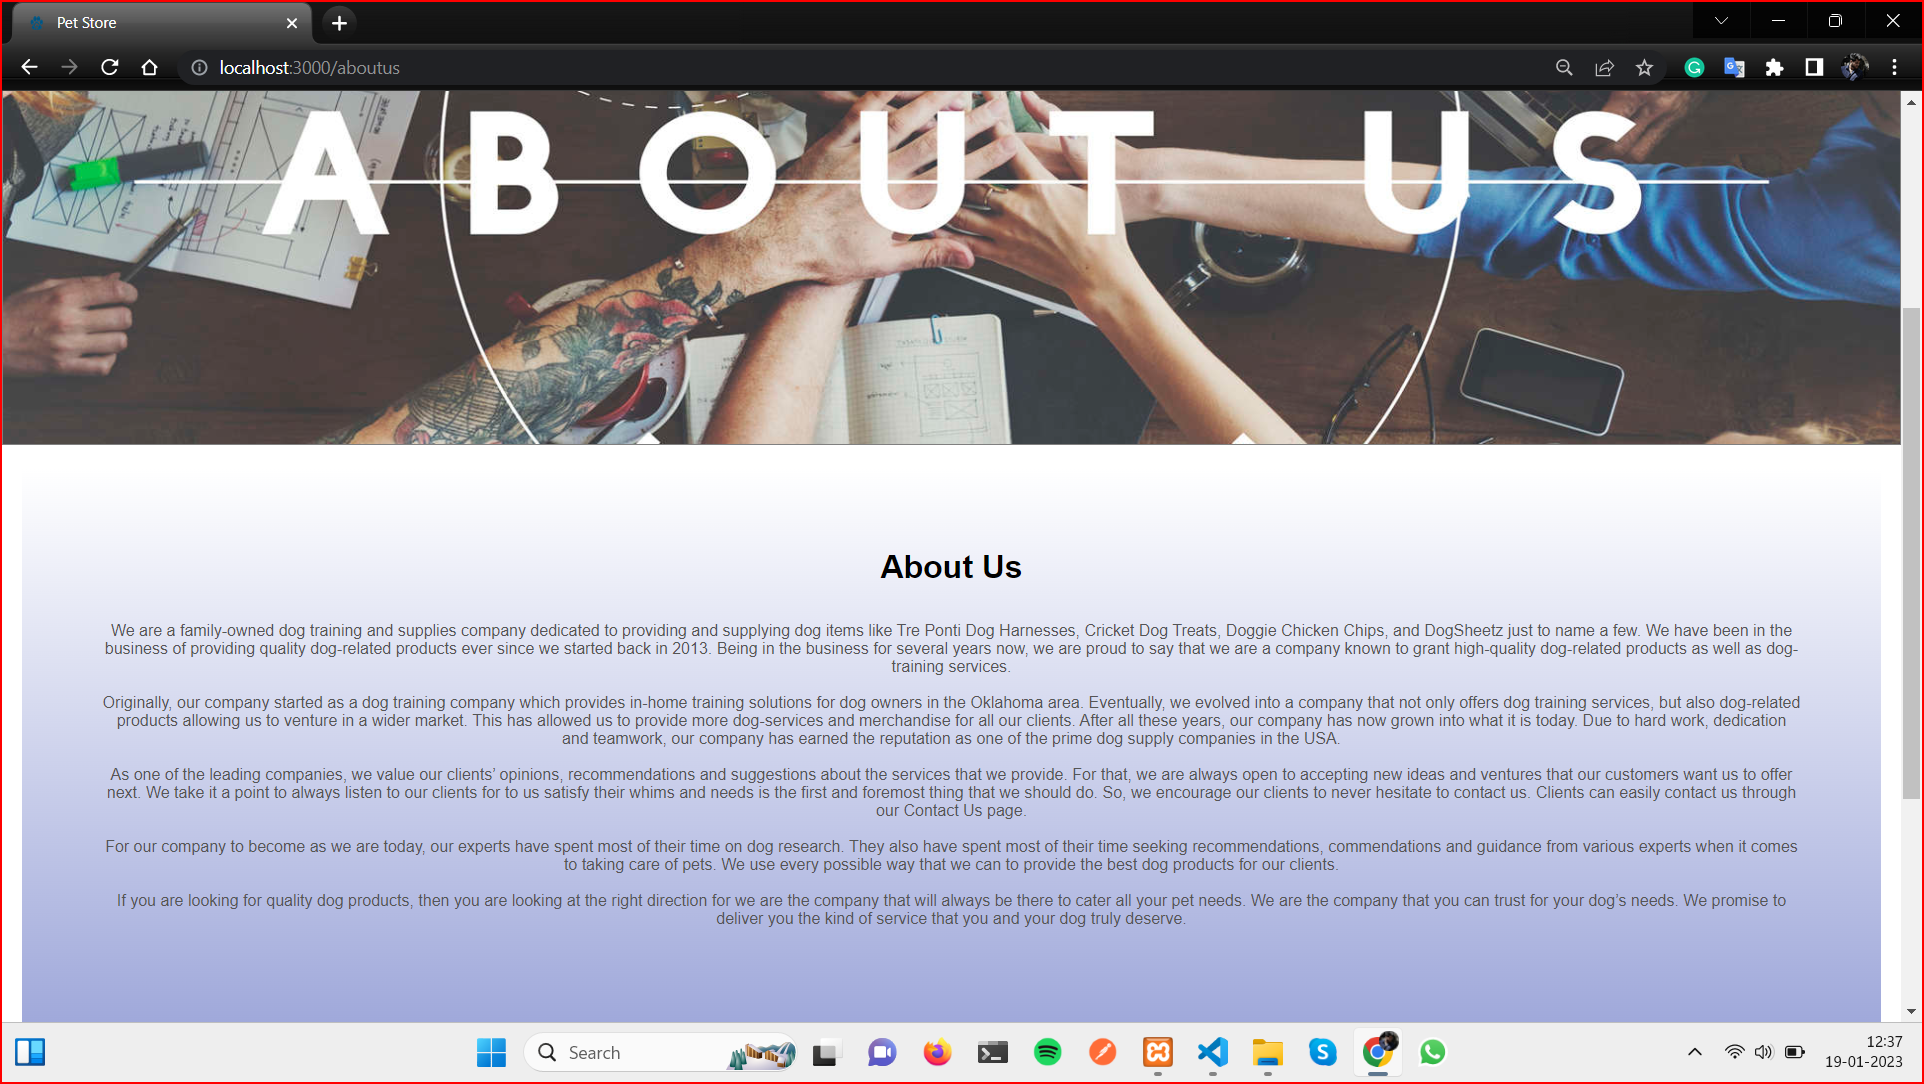 Pet Store
localhost:3000/aboutus
ABOUT US
About Us
We are a family-owned dog training and supplies company dedicated to providing and supplying dog items like Tre Ponti Dog Harnesses, Cricket Dog Treats, Doggie Chicken Chips, and DogSheetz just to name a few. We have been in the
business of providing quality dog-related products ever since we started back in 2013. Being in the business for several years now, we are proud to say that we are a company known to grant high-quality dog-related products as well as dog-
training services.
Originally, our company started as a dog training company which provides in-home training solutions for dog owners in the Oklahoma area. Eventually, we evolved into a company that not only offers dog training services, but also dog-related
products allowing us to venture in a wider market. This has allowed us to provide more dog-services and merchandise for all our clients. After all these years, our company has now grown into what it is today. Due to hard work, dedication
and teamwork, our company has earned the reputation as one of the prime dog supply companies in the USA.
As one of the leading companies, we value our clients’ opinions, recommendations and suggestions about the services that we provide. For that, we are always open to accepting new ideas and ventures that our customers want us to offer
next. We take it a point to always listen to our clients for to us satisfy their whims and needs is the first and foremost thing that we should do. So, we encourage our clients to never hesitate to contact us. Clients can easily contact us through
our Contact Us page.
For our company to become as we are today, our experts have spent most of their time on dog research. They also have spent most of their time seeking recommendations, commendations and guidance from various experts when it comes
to taking care of pets. We use every possible way that we can to provide the best dog products for our clients.
If you are looking for quality dog products, then you are looking at the right direction for we are the company that will always be there to cater all your pet needs. We are the company that you can trust for your dog’s needs. We promise to
deliver you the kind of service that you and your dog truly deserve.
Search
12:37
19-01-2023